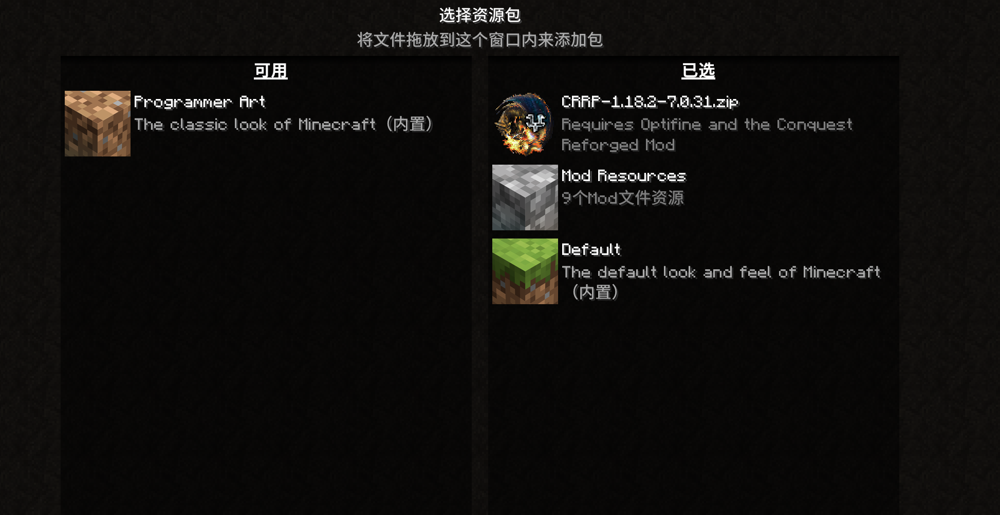 选择资源包
将文件拖放到这个窗口内来添加包
可用
Programmer Art
The classic look of Minecraft（内置）
已选
CRRP-1.18.2-7.0.31.zip
Requires Optifine and the Conquest
Reforged Mod
Mod Resources
9个Mod文件资源
Default
The default look and feel of Minecraft
（内置）